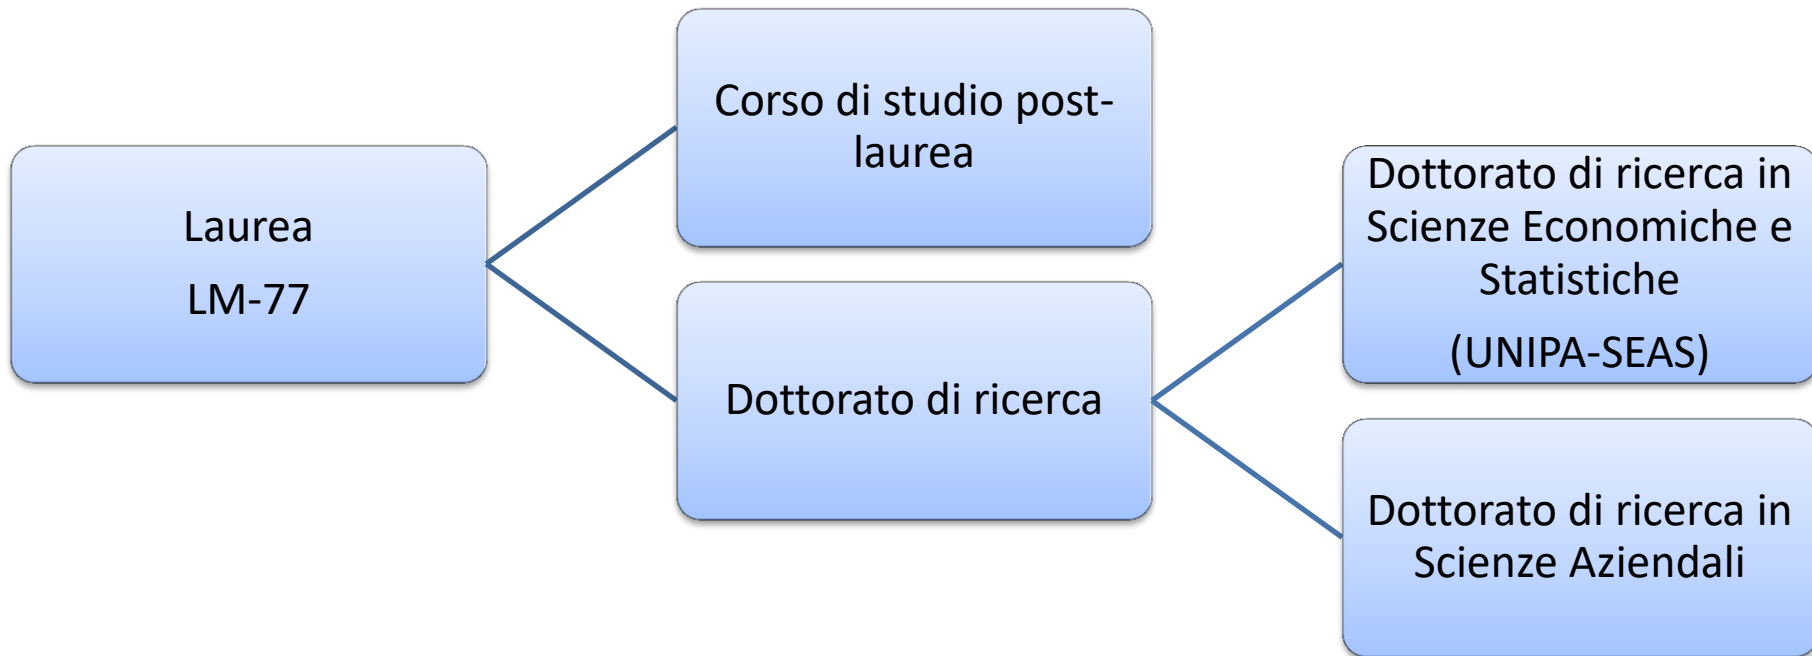 Laurea
LM-77
Corso di studio post-
laurea
Dottorato di ricerca
Dottorato di ricerca in
Scienze Economiche e
Statistiche
(UNIPA-SEAS)
Dottorato di ricerca in
Scienze Aziendali